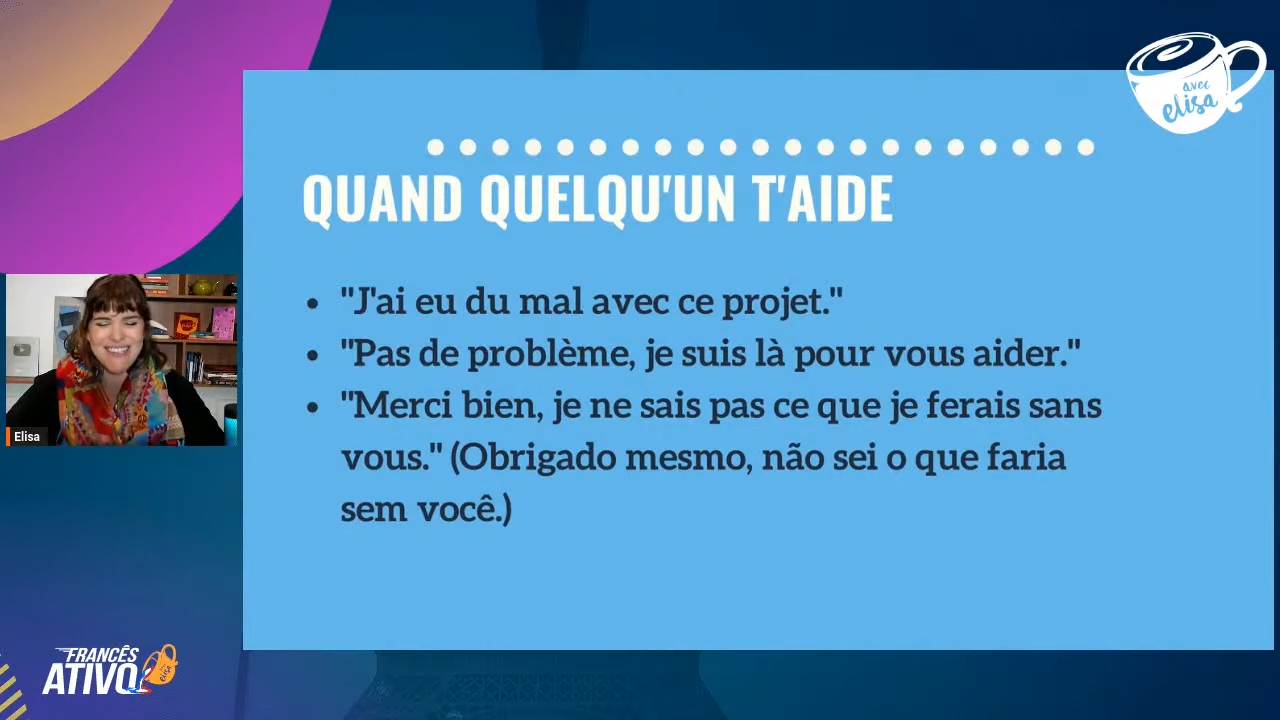 avec
elisa
QUAND QUELQU'UN T'AIDE
• "J'ai eu du mal avec ce projet."
• "Pas de problème, je suis là pour vous aider."
• "Merci bien, je ne sais pas ce que je ferais sans
vous." (Obrigado mesmo, não sei o que faria
sem você.)
Elisa
FRANCÊS
ATIVO